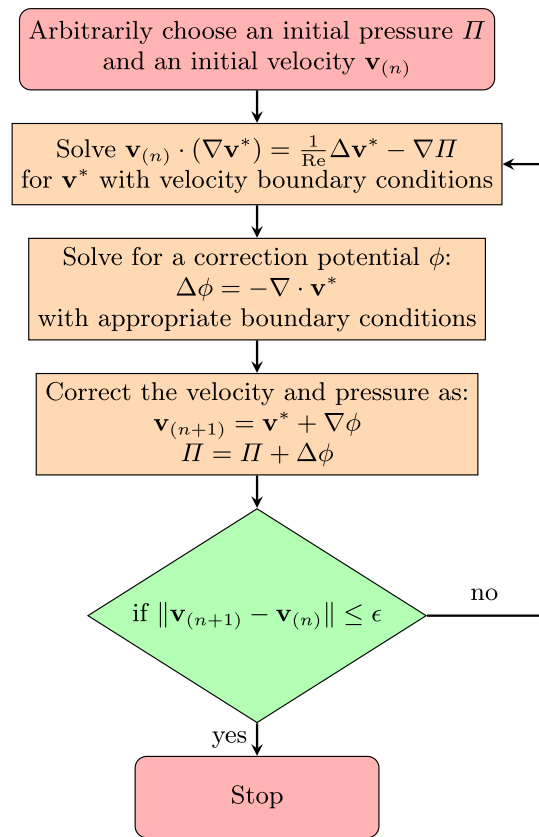 Arbitrarily choose an initial pressure Π
and an initial velocity v₍ₙ₎
Solve v₍ₙ₎ · (∇v*) = 1/Re Δv* − ∇Π
for v* with velocity boundary conditions
Solve for a correction potential ϕ:
Δϕ = −∇ · v*
with appropriate boundary conditions
Correct the velocity and pressure as:
v₍ₙ₊₁₎ = v* + ∇ϕ
Π = Π + Δϕ
if ‖v₍ₙ₊₁₎ − v₍ₙ₎‖ ≤ ϵ
no
yes
Stop